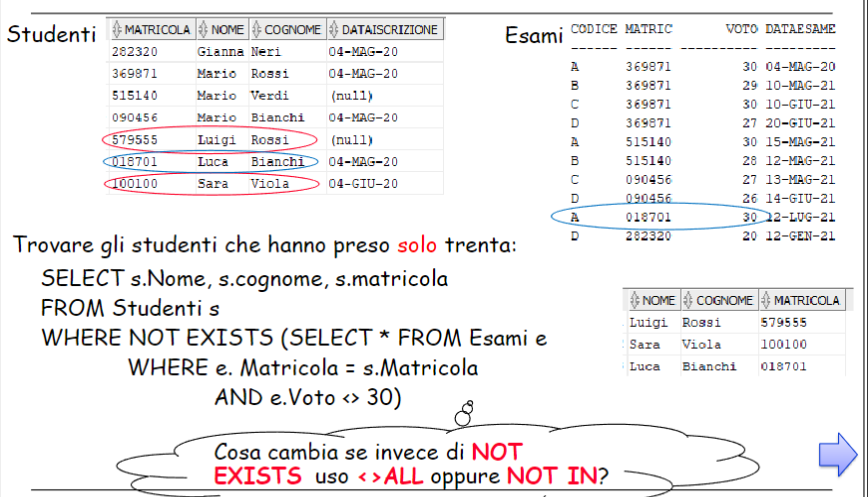 Studenti
MATRICOLA NOME COGNOME DATAISCRIZIONE
282320 Gianna Neri 04-MAG-20
369871 Mario Rossi 04-MAG-20
515140 Mario Verdi (null)
090456 Mario Bianchi 04-MAG-20
579555 Luigi Rossi (null)
018701 Luca Bianchi 04-MAG-20
100100 Sara Viola 04-GIU-20
Esami
CODICE MATRIC VOTO DATAESAME
------ ------ ---------- ---------
A 369871 30 04-MAG-20
B 369871 29 10-MAG-21
C 369871 30 10-GIU-21
D 369871 27 20-GIU-21
A 515140 30 15-MAG-21
B 515140 28 12-MAG-21
C 090456 27 13-MAG-21
D 090456 26 14-GIU-21
A 018701 30 12-LUG-21
D 282320 20 12-GEN-21
Trovare gli studenti che hanno preso solo trenta:
SELECT s.Nome, s.cognome, s.matricola
FROM Studenti s
WHERE NOT EXISTS (SELECT * FROM Esami e
WHERE e. Matricola = s.Matricola
AND e.Voto <> 30)
NOME COGNOME MATRICOLA
Luigi Rossi 579555
Sara Viola 100100
Luca Bianchi 018701
Cosa cambia se invece di NOT
EXISTS uso <>ALL oppure NOT IN?